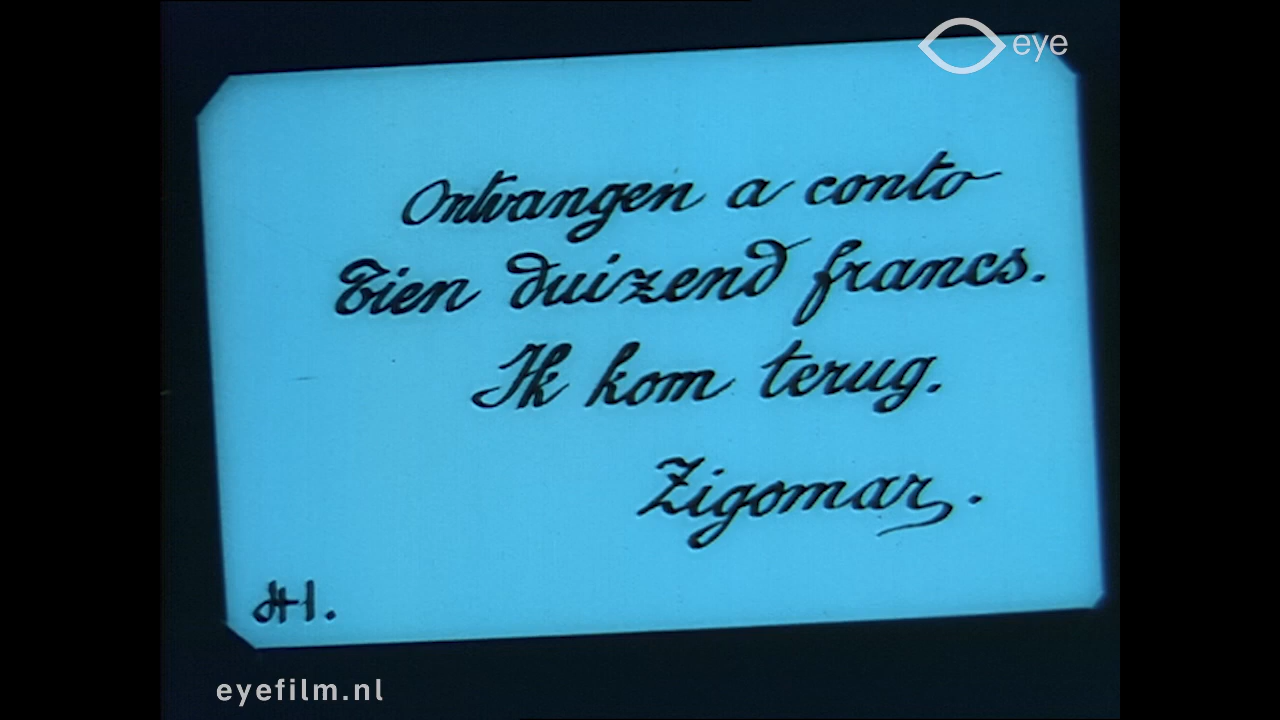 eye
Ontvangen a conto
Tien duizend francs.
Ik kom terug.
Zigomar.
H1.
eyefilm.nl